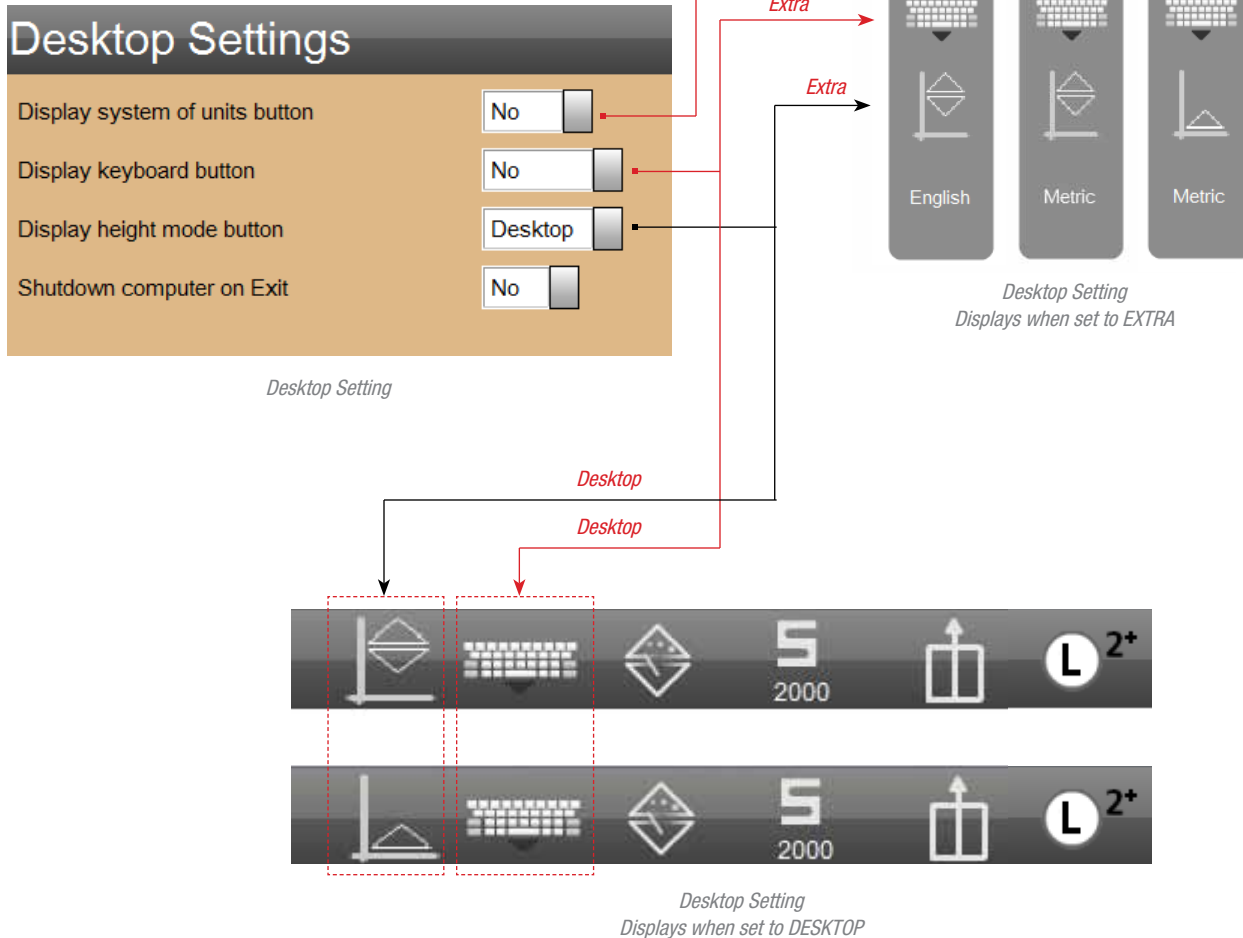 Extra
Desktop Settings
Display system of units button No
Display keyboard button No
Display height mode button Desktop
Shutdown computer on Exit No
Extra
English Metric Metric
Desktop Setting
Displays when set to EXTRA
Desktop Setting
Desktop
Desktop
S 2000 L 2+
S 2000 L 2+
Desktop Setting
Displays when set to DESKTOP